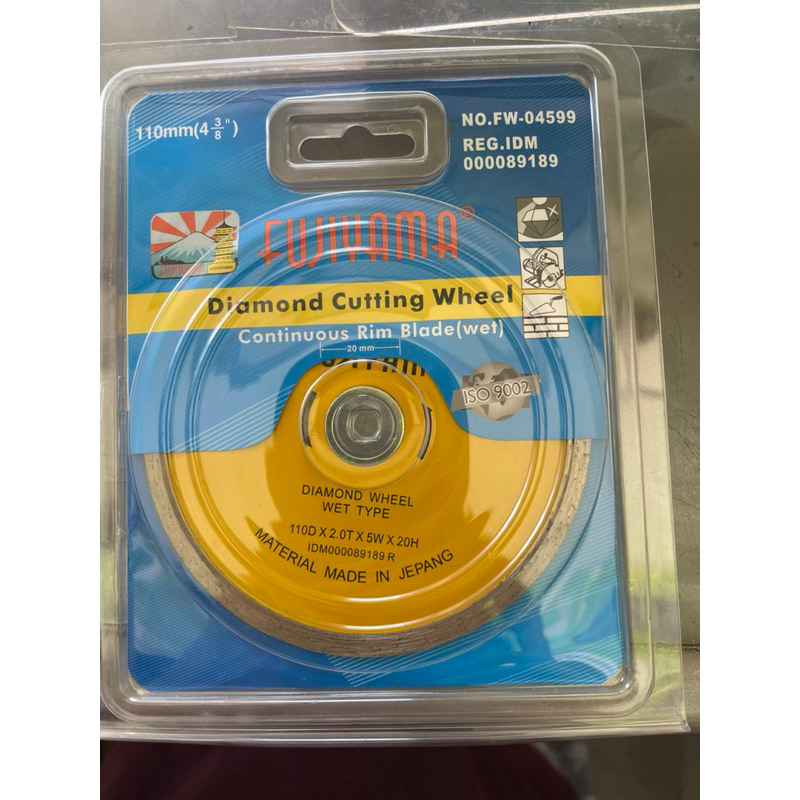 110mm(4 3/8")
NO.FW-04599
REG.IDM
000089189
FUJIYAMA®
Diamond Cutting Wheel
Continuous Rim Blade(wet)
20 mm
ISO 9002
DIAMOND WHEEL
WET TYPE
110D X 2.0T X 5W X 20H
IDM000089189 R
MATERIAL MADE IN JEPANG